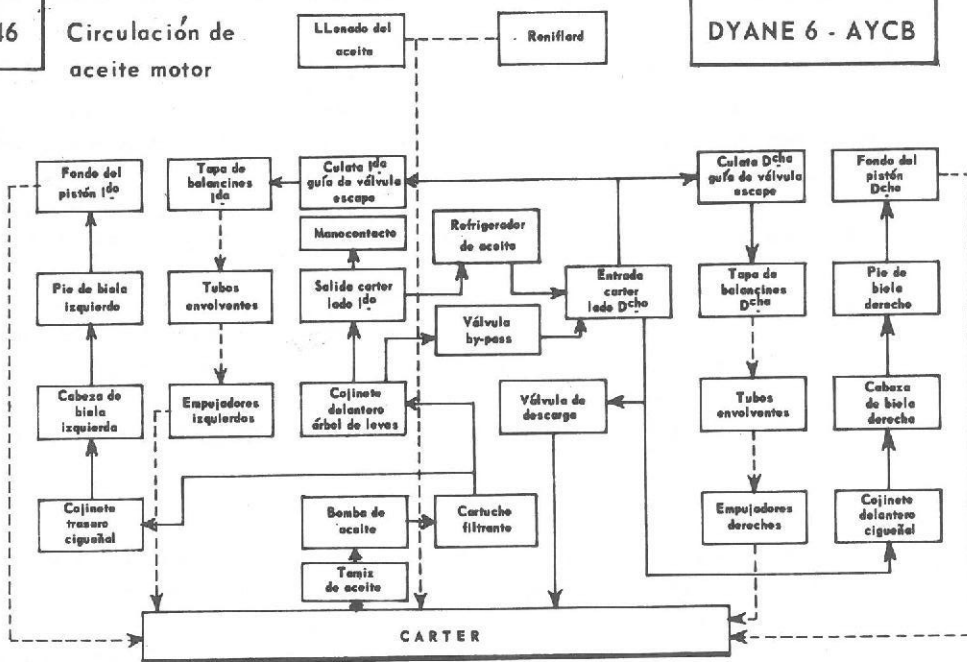 46
Circulación de
aceite motor
LLenado del
aceite
Reniflard
DYANE 6 - AYCB
Fondo del
pistón Ido
Tapa de
balancines
Ida
Culata Ida
guía de válvula
escape
Culata Dcha
guía de válvula
escape
Fondo del
pistón
Dcho
Manocontacto
Refrigerador
de aceite
Pie de biela
izquierdo
Tubos
envolventes
Salida carter
lado Ido
Entrada
carter
lado Dcho
Tapa de
balancines
Dcha
Pie de
biela
derecho
Válvula
by-pass
Cabeza de
biela
izquierda
Empujadores
izquierdos
Cojinete
delantero
árbol de levas
Válvula de
descarga
Tubos
envolventes
Cabeza
de biela
derecha
Cojinete
trasero
cigueñal
Bomba de
aceite
Cartucho
filtrante
Empujadores
dereches
Cojinete
delantero
cigueñal
Tamiz
de aceite
CARTER